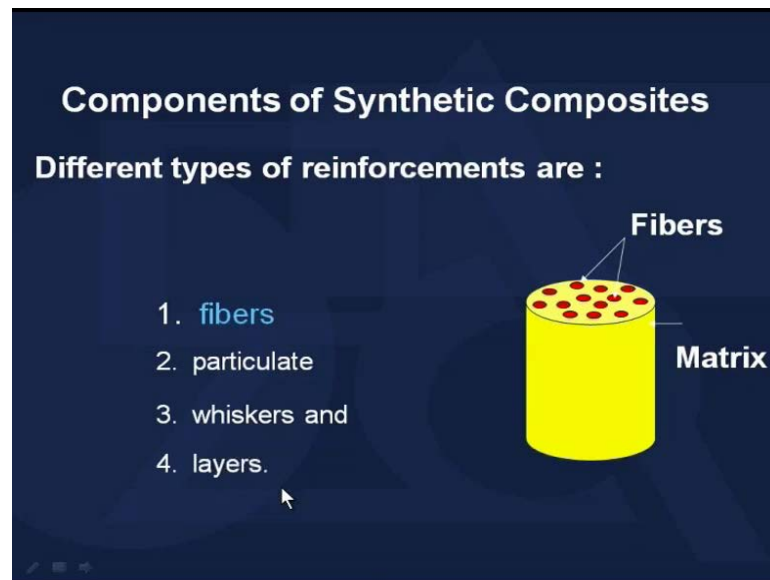 Components of Synthetic Composites
Different types of reinforcements are :
Fibers
1. fibers
2. particulate
Matrix
3. whiskers and
4. layers.